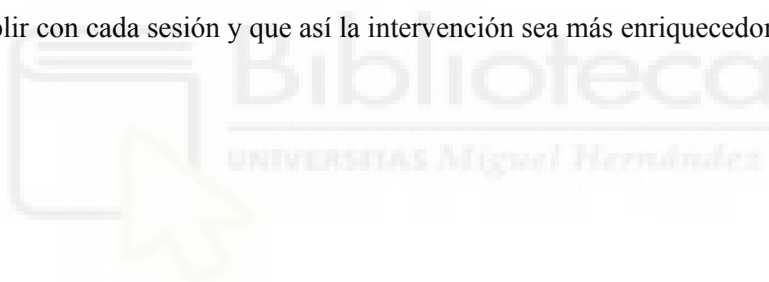 plir con cada sesión y que así la intervención sea más enriquecedor
Biblioteca
UNIVERSITAS Miguel Hernández